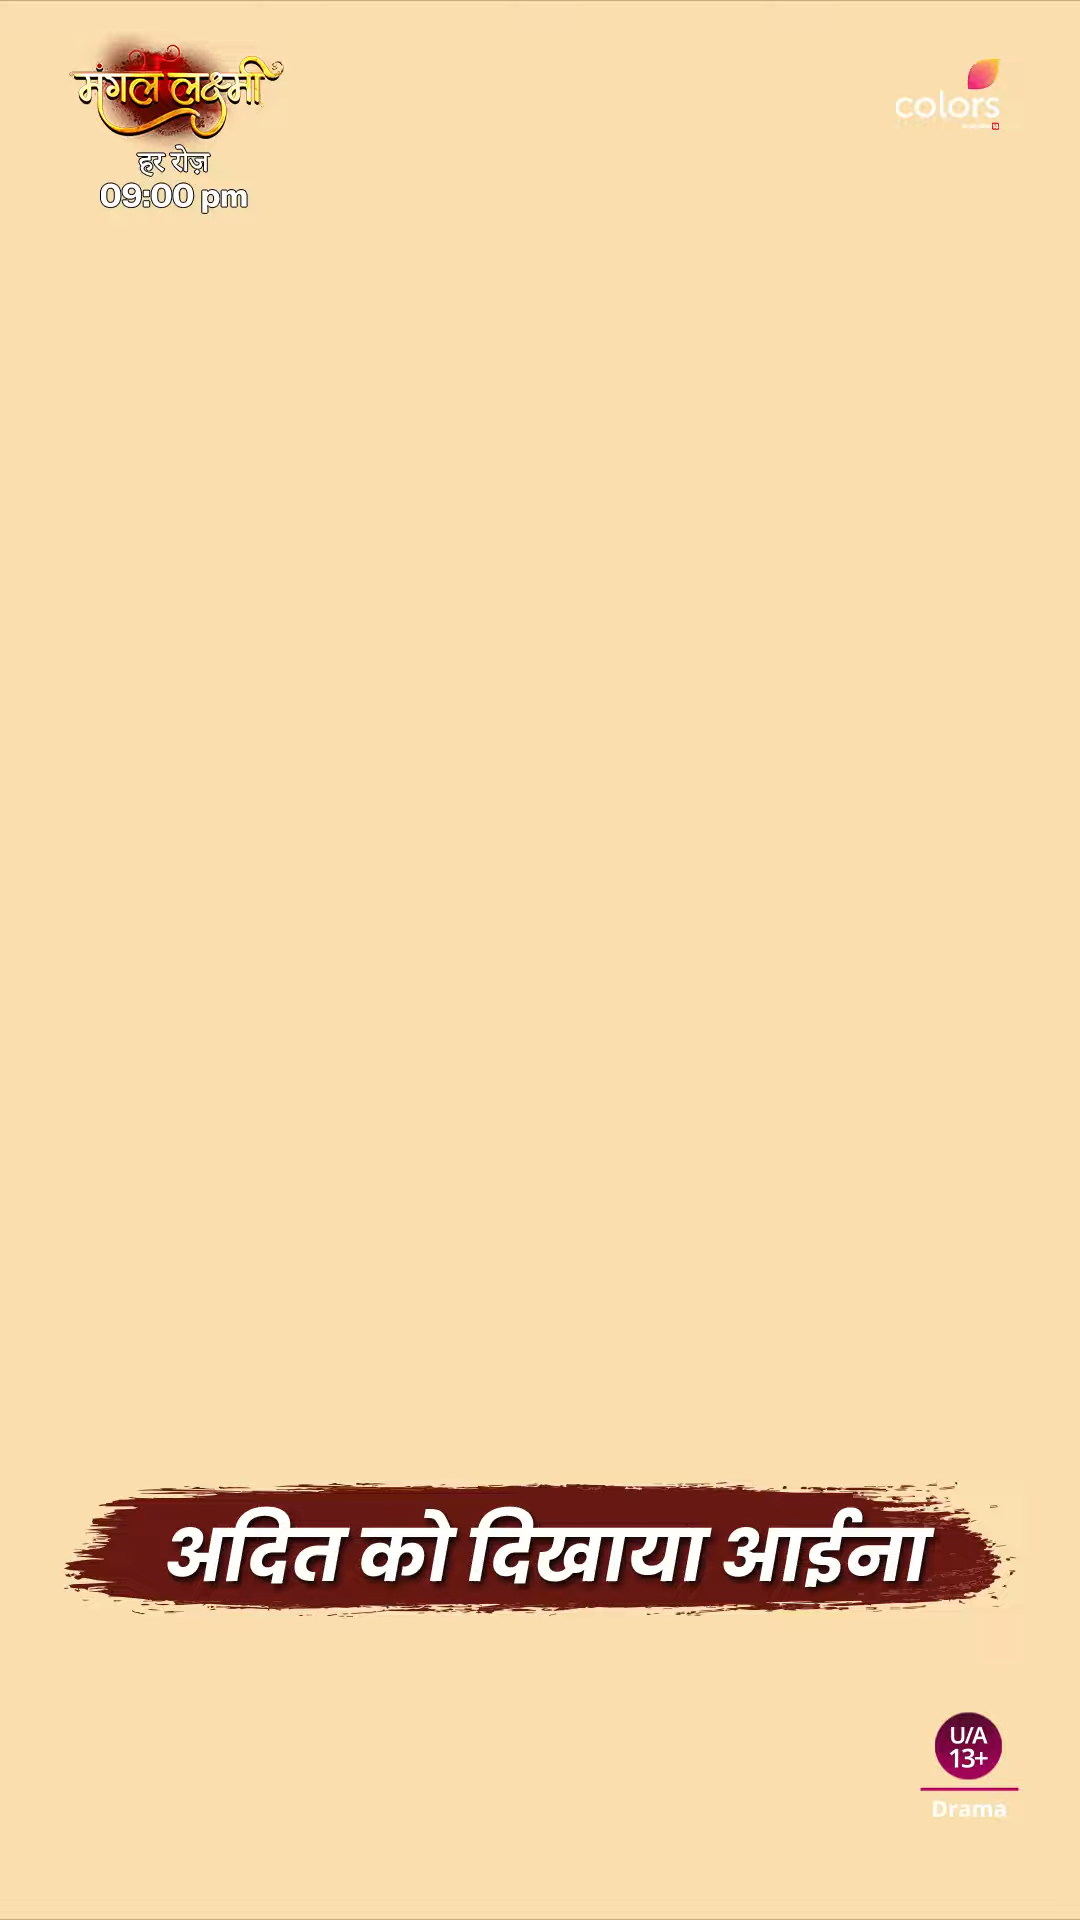 मंगल लक्ष्मी
हर रोज़
09:00 pm
colors
अदित को दिखाया आईना
U/A
13+
Drama